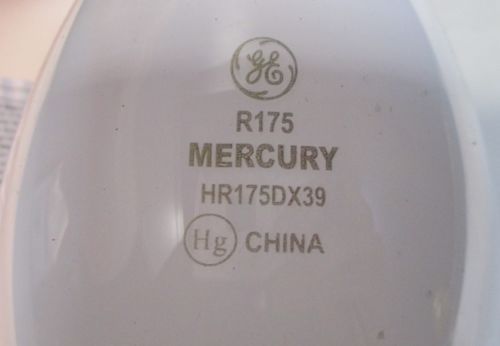 GE
R175
MERCURY
HR175DX39
Hg CHINA